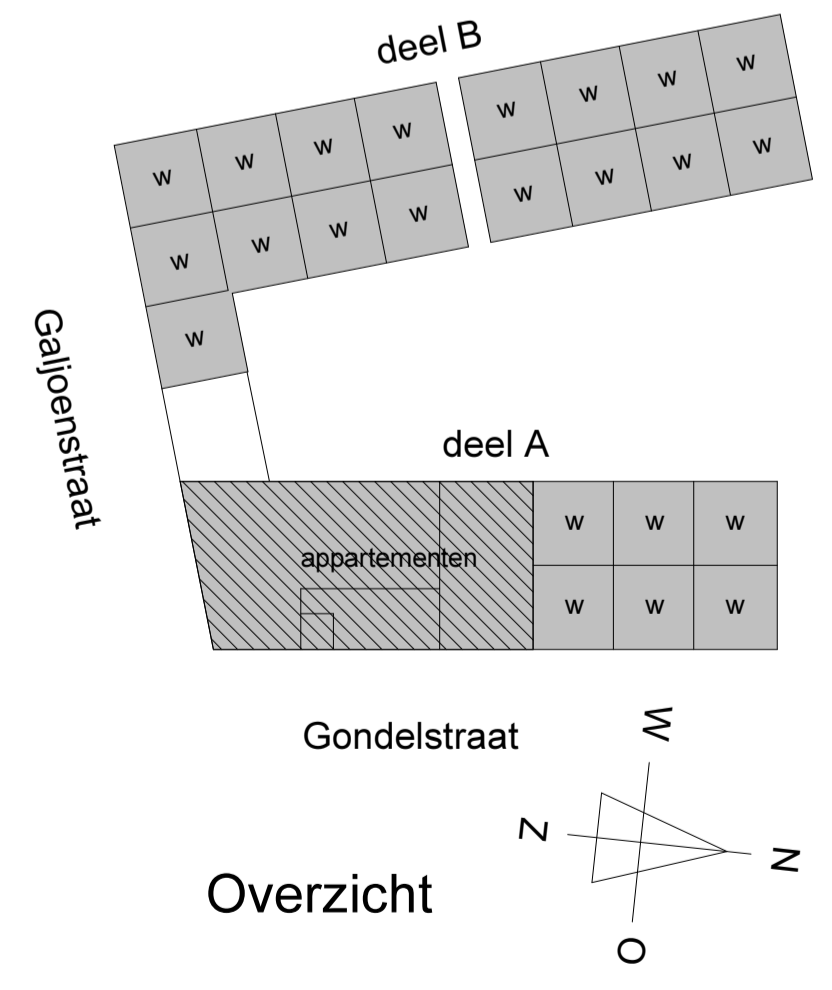 deel B
w w w w
w w w w
w w w w
w w w w
w
Galjoenstraat
deel A
appartementen
w w w
w w w
Gondelstraat
W
Z
N
O
Overzicht